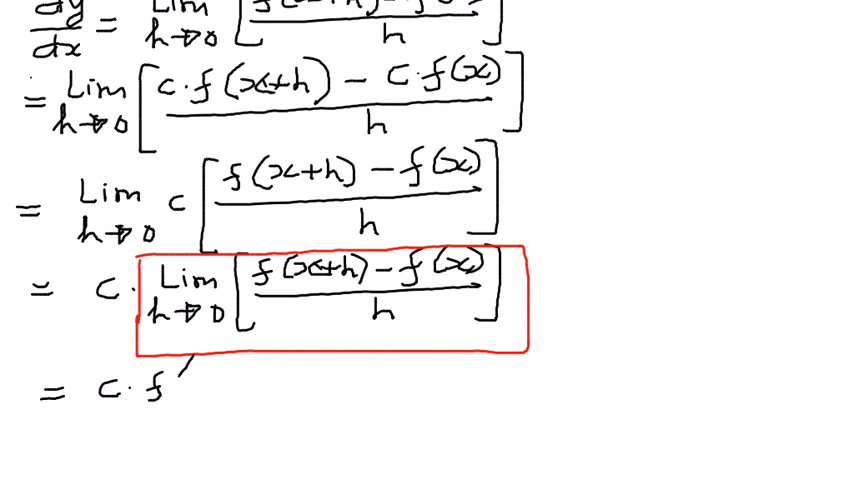 dy/dx = Lim h→0 [f(x+h) - f(x) / h]
= Lim h→0 [c·f(x+h) - c·f(x) / h]
= Lim h→0 c [f(x+h) - f(x) / h]
= c· Lim h→0 [f(x+h) - f(x) / h]
= c·f′